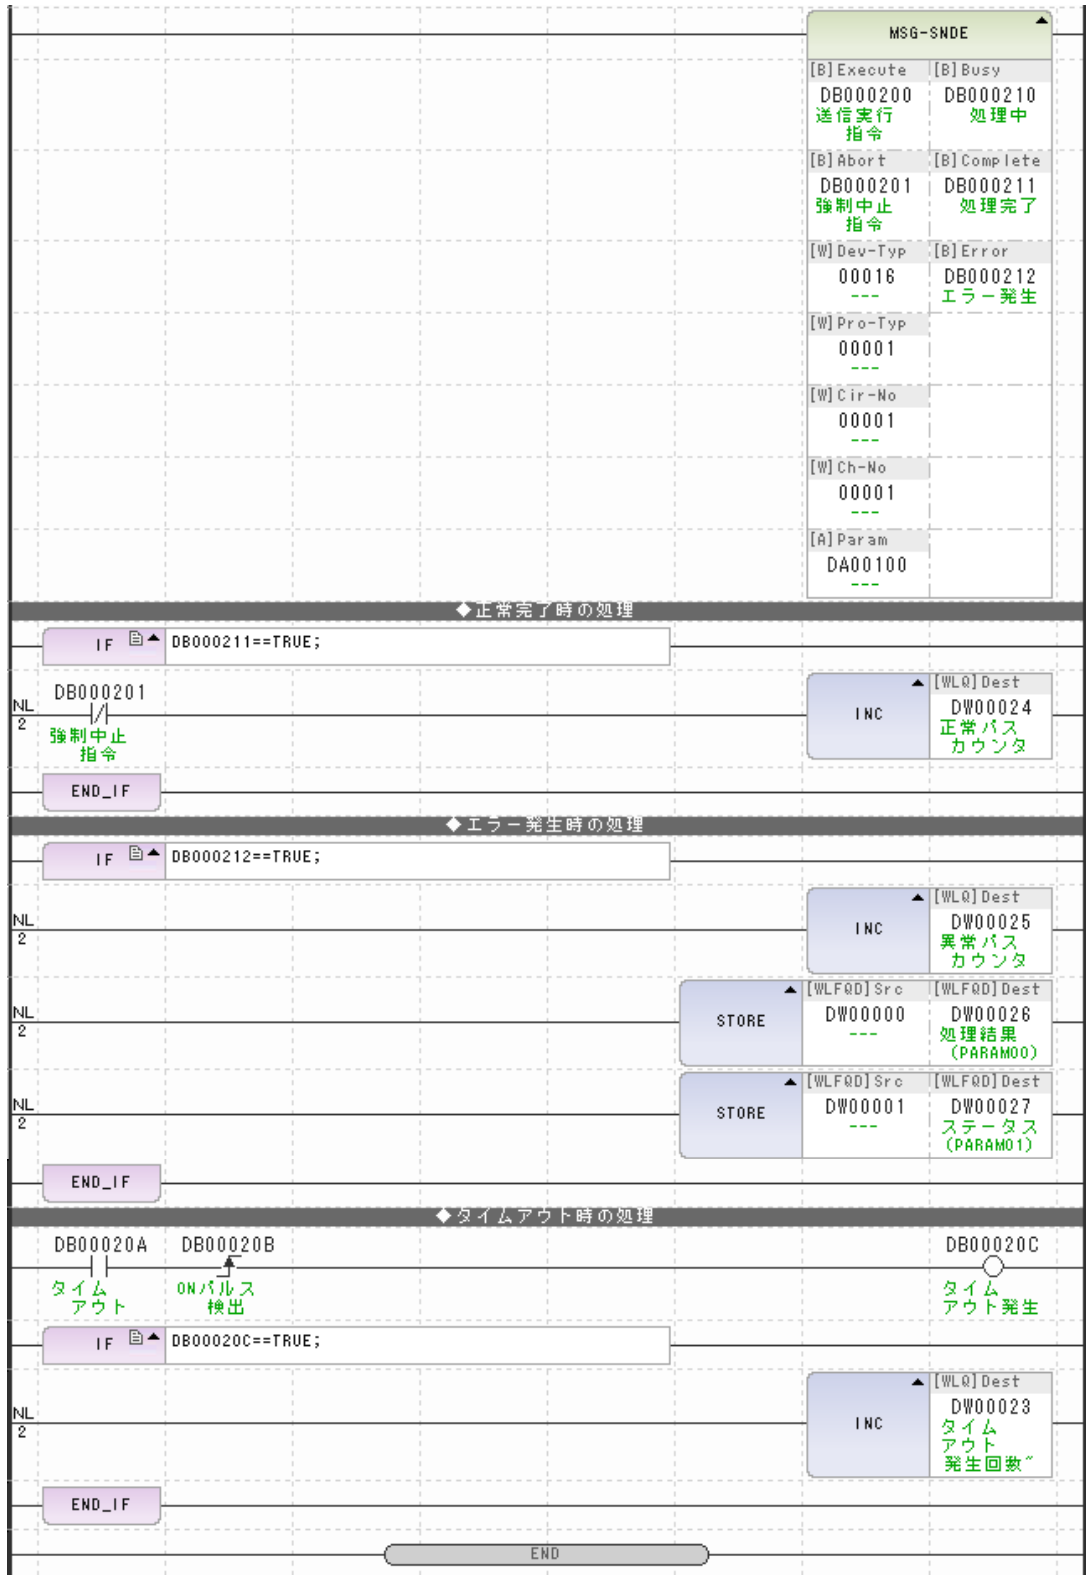 MSG-SNDE
[B]Execute [B]Busy
DB000200 DB000210
送信実行 処理中
指令
[B]Abort [B]Complete
DB000201 DB000211
強制中止 処理完了
指令
[W]Dev-Typ [B]Error
00016 DB000212
--- エラー発生
[W]Pro-Typ
00001
---
[W]Cir-No
00001
---
[W]Ch-No
00001
---
[A]Param
DA00100
---
◆正常完了時の処理
IF DB000211==TRUE;
DB000201
NL
2
強制中止
指令
INC
[WLQ]Dest
DW00024
正常パス
カウンタ
END_IF
◆エラー発生時の処理
IF DB000212==TRUE;
NL
2
INC
[WLQ]Dest
DW00025
異常パス
カウンタ
NL
2
STORE
[WLFQD]Src [WLFQD]Dest
DW00000 DW00026
--- 処理結果
(PARAM00)
NL
2
STORE
[WLFQD]Src [WLFQD]Dest
DW00001 DW00027
--- ステータス
(PARAM01)
END_IF
◆タイムアウト時の処理
DB00020A DB00020B DB00020C
タイム ONパルス タイム
アウト 検出 アウト発生
IF DB00020C==TRUE;
NL
2
INC
[WLQ]Dest
DW00023
タイム
アウト
発生回数~
END_IF
END